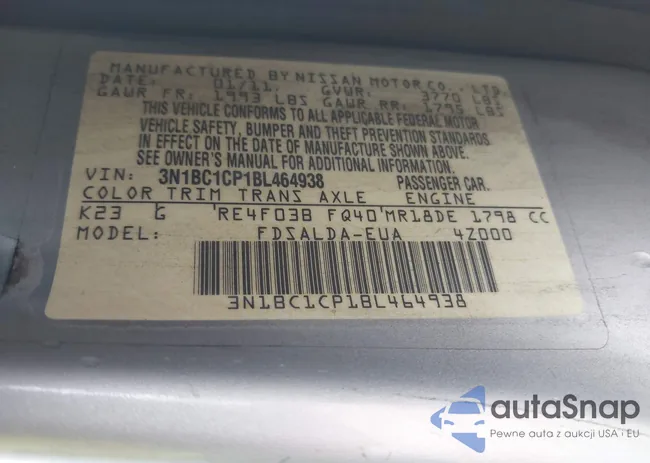 MANUFACTURED BY NISSAN MOTOR CO., LTD.
DATE: 01/11 GVWR: 3770 LBS
GAWR FR: 1993 LBS GAWR RR: 1795 LBS
THIS VEHICLE CONFORMS TO ALL APPLICABLE FEDERAL MOTOR
VEHICLE SAFETY, BUMPER AND THEFT PREVENTION STANDARDS
IN EFFECT ON THE DATE OF MANUFACTURE SHOWN ABOVE.
SEE OWNER'S MANUAL FOR ADDITIONAL INFORMATION.
VIN: 3N1BC1CP1BL464938 PASSENGER CAR.
COLOR TRIM TRANS AXLE ENGINE
K23 G RE4F03B FQ40 MR18DE 1798 CC
MODEL: FDSALDA-EUA 4Z000
3N1BC1CP1BL464938
autoSnap
Pewne auta z aukcji USA i EU